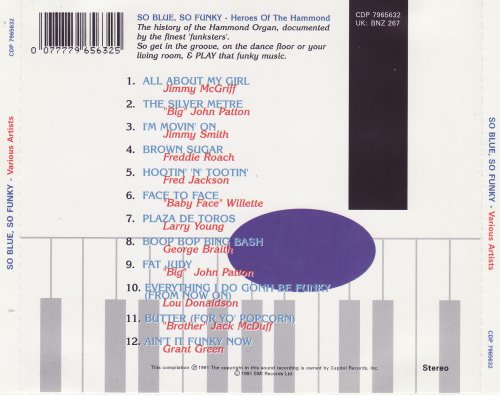 CDP 7965632
SO BLUE, SO FUNKY - Various Artists
0 077779 656325
SO BLUE, SO FUNKY - Heroes Of The Hammond
The history of the Hammond Organ, documented
by the finest 'funksters'.
So get in the groove, on the dance floor or your
living room, & PLAY that funky music.
CDP 7965632
UK: BNZ 267
1. ALL ABOUT MY GIRL
Jimmy McGriff
2. THE SILVER METRE
"Big" John Patton
3. I'M MOVIN' ON
Jimmy Smith
4. BROWN SUGAR
Freddie Roach
5. HOOTIN' 'N' TOOTIN'
Fred Jackson
6. FACE TO FACE
"Baby Face" Willette
7. PLAZA DE TOROS
Larry Young
8. BOOP BOP BING BASH
George Braith
9. FAT JUDY
"Big" John Patton
10. EVERYTHING I DO GONNA BE FUNKY
(FROM NOW ON)
Lou Donaldson
11. BUTTER (FOR YO' POPCORN)
"Brother" Jack McDuff
12. AIN'T IT FUNKY NOW
Grant Green
This compilation ℗ 1991 The copyright in this sound recording is owned by Capitol Records, Inc.
© 1991 EMI Records Ltd.
Stereo
SO BLUE, SO FUNKY - Various Artists
CDP 7965632